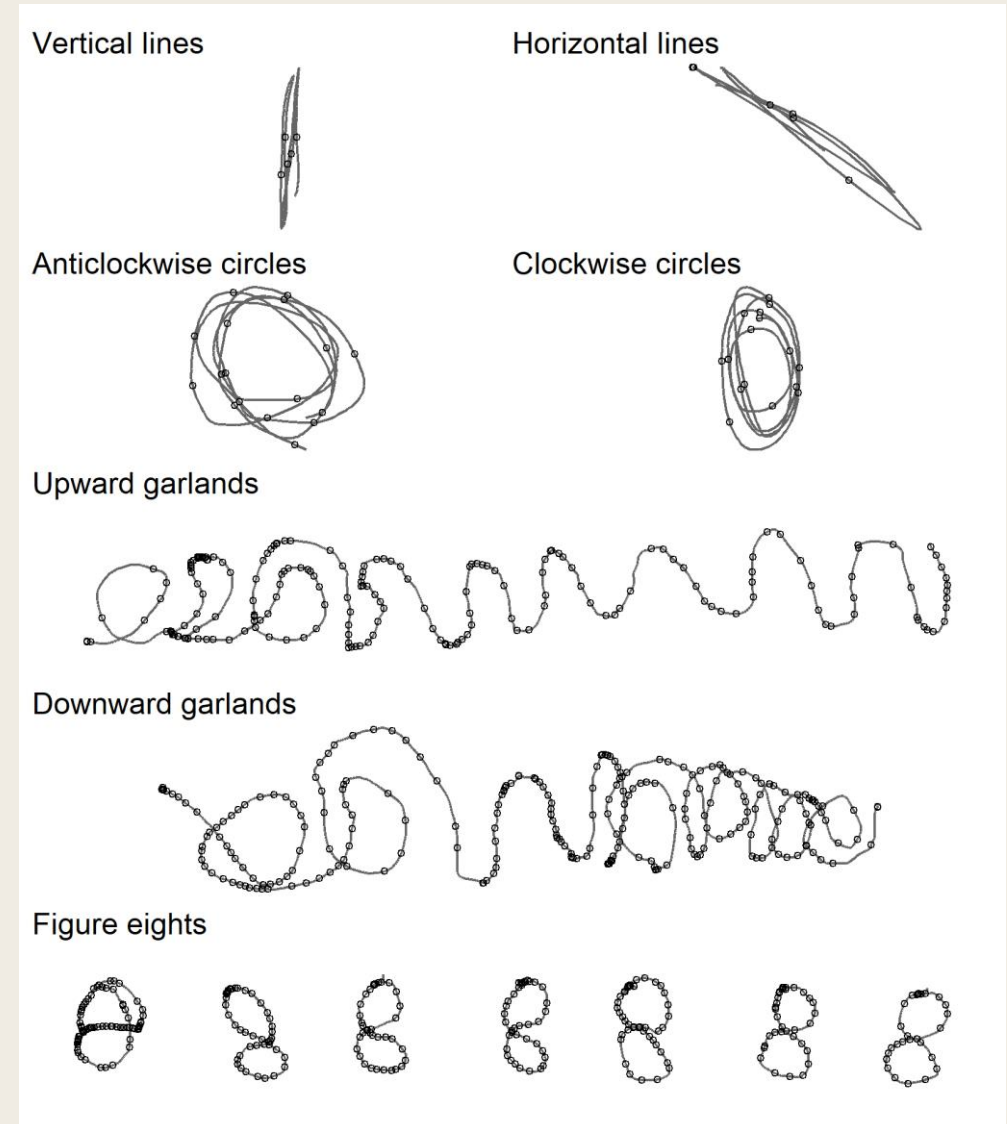 Vertical lines
Horizontal lines
Anticlockwise circles
Clockwise circles
Upward garlands
Downward garlands
Figure eights